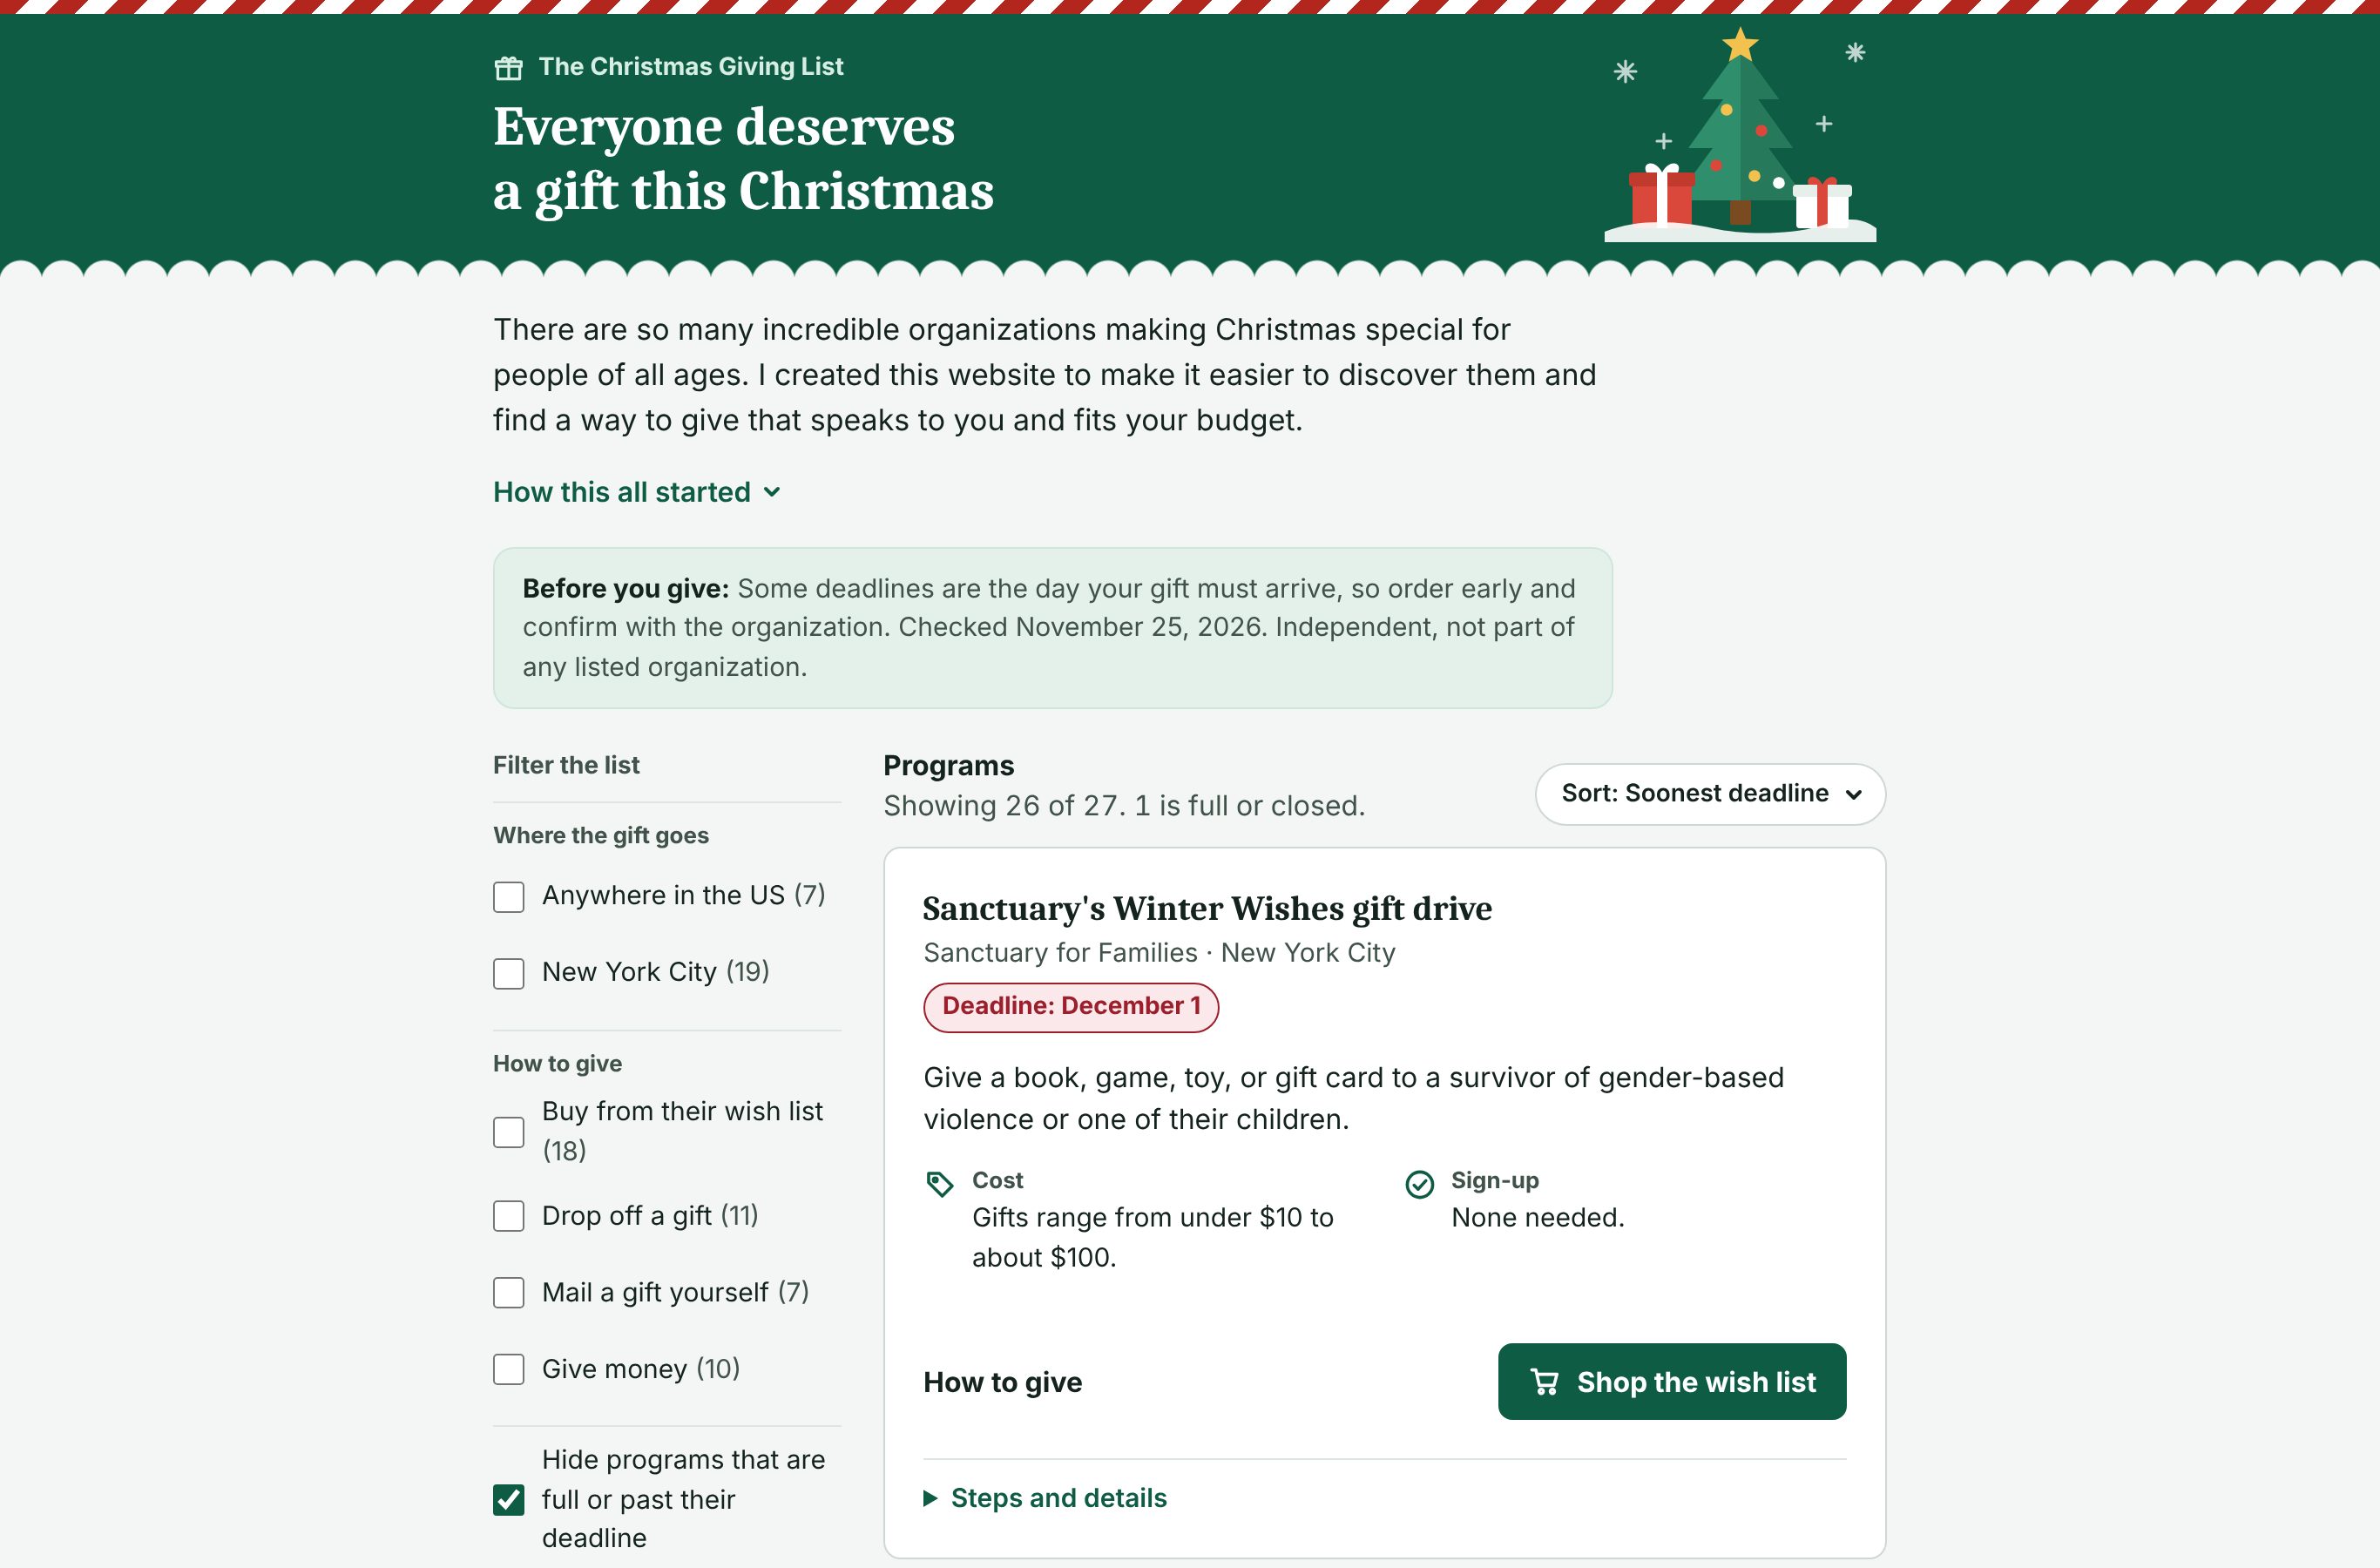 The Christmas Giving List
Everyone deserves
a gift this Christmas
There are so many incredible organizations making Christmas special for
people of all ages. I created this website to make it easier to discover them and
find a way to give that speaks to you and fits your budget.
How this all started
Before you give: Some deadlines are the day your gift must arrive, so order early and
confirm with the organization. Checked November 25, 2026. Independent, not part of
any listed organization.
Filter the list
Where the gift goes
Anywhere in the US (7)
New York City (19)
How to give
Buy from their wish list
(18)
Drop off a gift (11)
Mail a gift yourself (7)
Give money (10)
Hide programs that are
full or past their
deadline
Programs
Showing 26 of 27. 1 is full or closed.
Sort: Soonest deadline
Sanctuary's Winter Wishes gift drive
Sanctuary for Families · New York City
Deadline: December 1
Give a book, game, toy, or gift card to a survivor of gender-based
violence or one of their children.
Cost
Gifts range from under $10 to
about $100.
Sign-up
None needed.
How to give
Shop the wish list
Steps and details